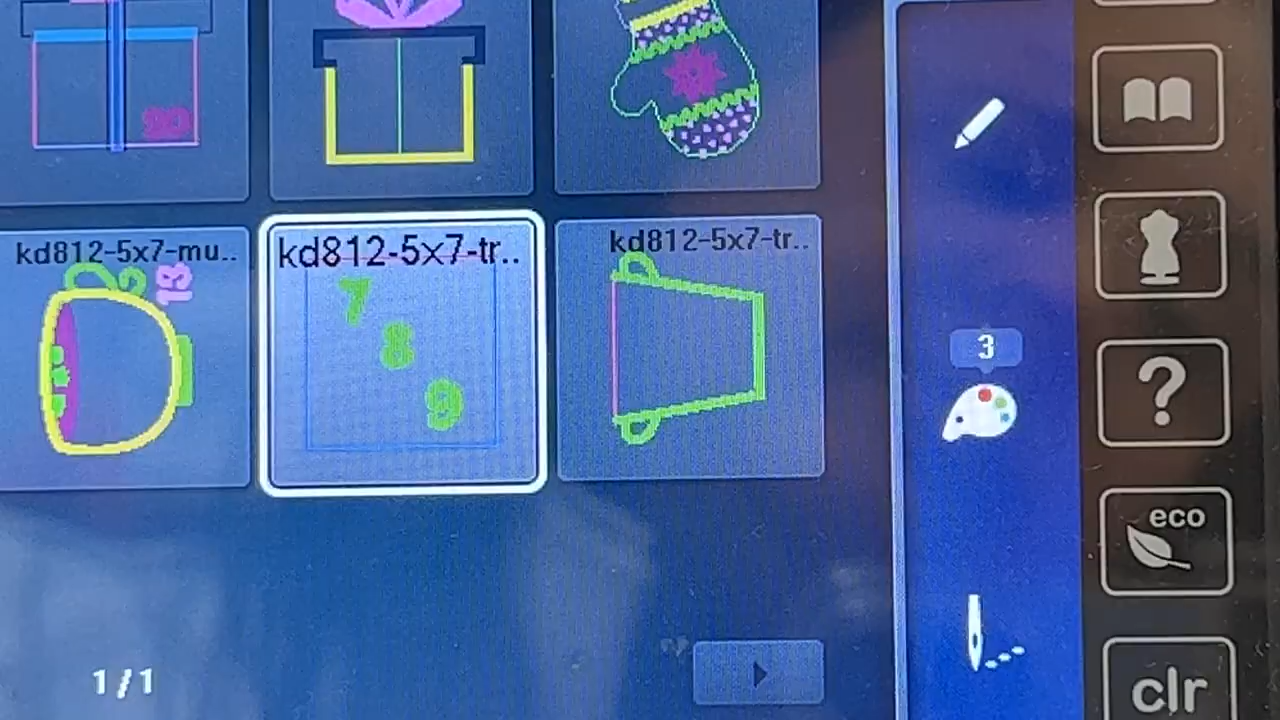 20
kd812-5x7-mu..
kd812-5x7-tr..
kd812-5x7-tr..
13
7
8
9
3
?
eco
1/1
clr